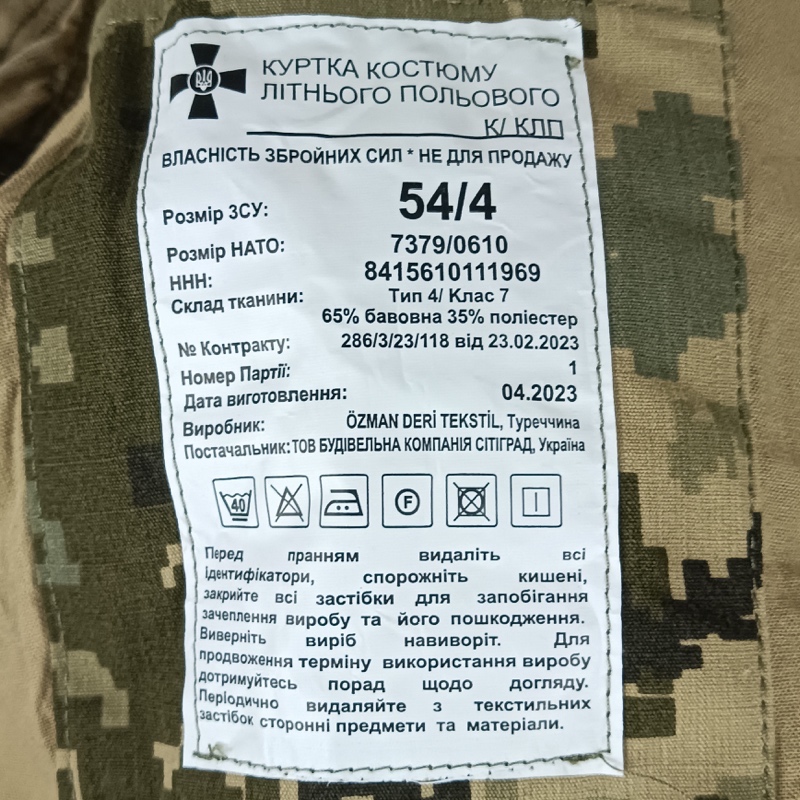 КУРТКА КОСТЮМУ
ЛІТНЬОГО ПОЛЬОВОГО
К/ КЛП
ВЛАСНІСТЬ ЗБРОЙНИХ СИЛ * НЕ ДЛЯ ПРОДАЖУ
Розмір ЗСУ: 54/4
Розмір НАТО: 7379/0610
ННН: 8415610111969
Склад тканини: Тип 4/ Клас 7
65% бавовна 35% поліестер
№ Контракту: 286/3/23/118 від 23.02.2023
Номер Партії: 1
Дата виготовлення: 04.2023
Виробник: ÖZMAN DERİ TEKSTİL, Туреччина
Постачальник: ТОВ БУДІВЕЛЬНА КОМПАНІЯ СІТІГРАД, Україна
40 F
Перед пранням видаліть всі
ідентифікатори, спорожніть кишені,
закрийте всі застібки для запобігання
зачеплення виробу та його пошкодження.
Виверніть виріб навиворіт. Для
продвоження терміну використання виробу
дотримуйтесь порад щодо догляду.
Періодично видаляйте з текстильних
застібок сторонні предмети та матеріали.